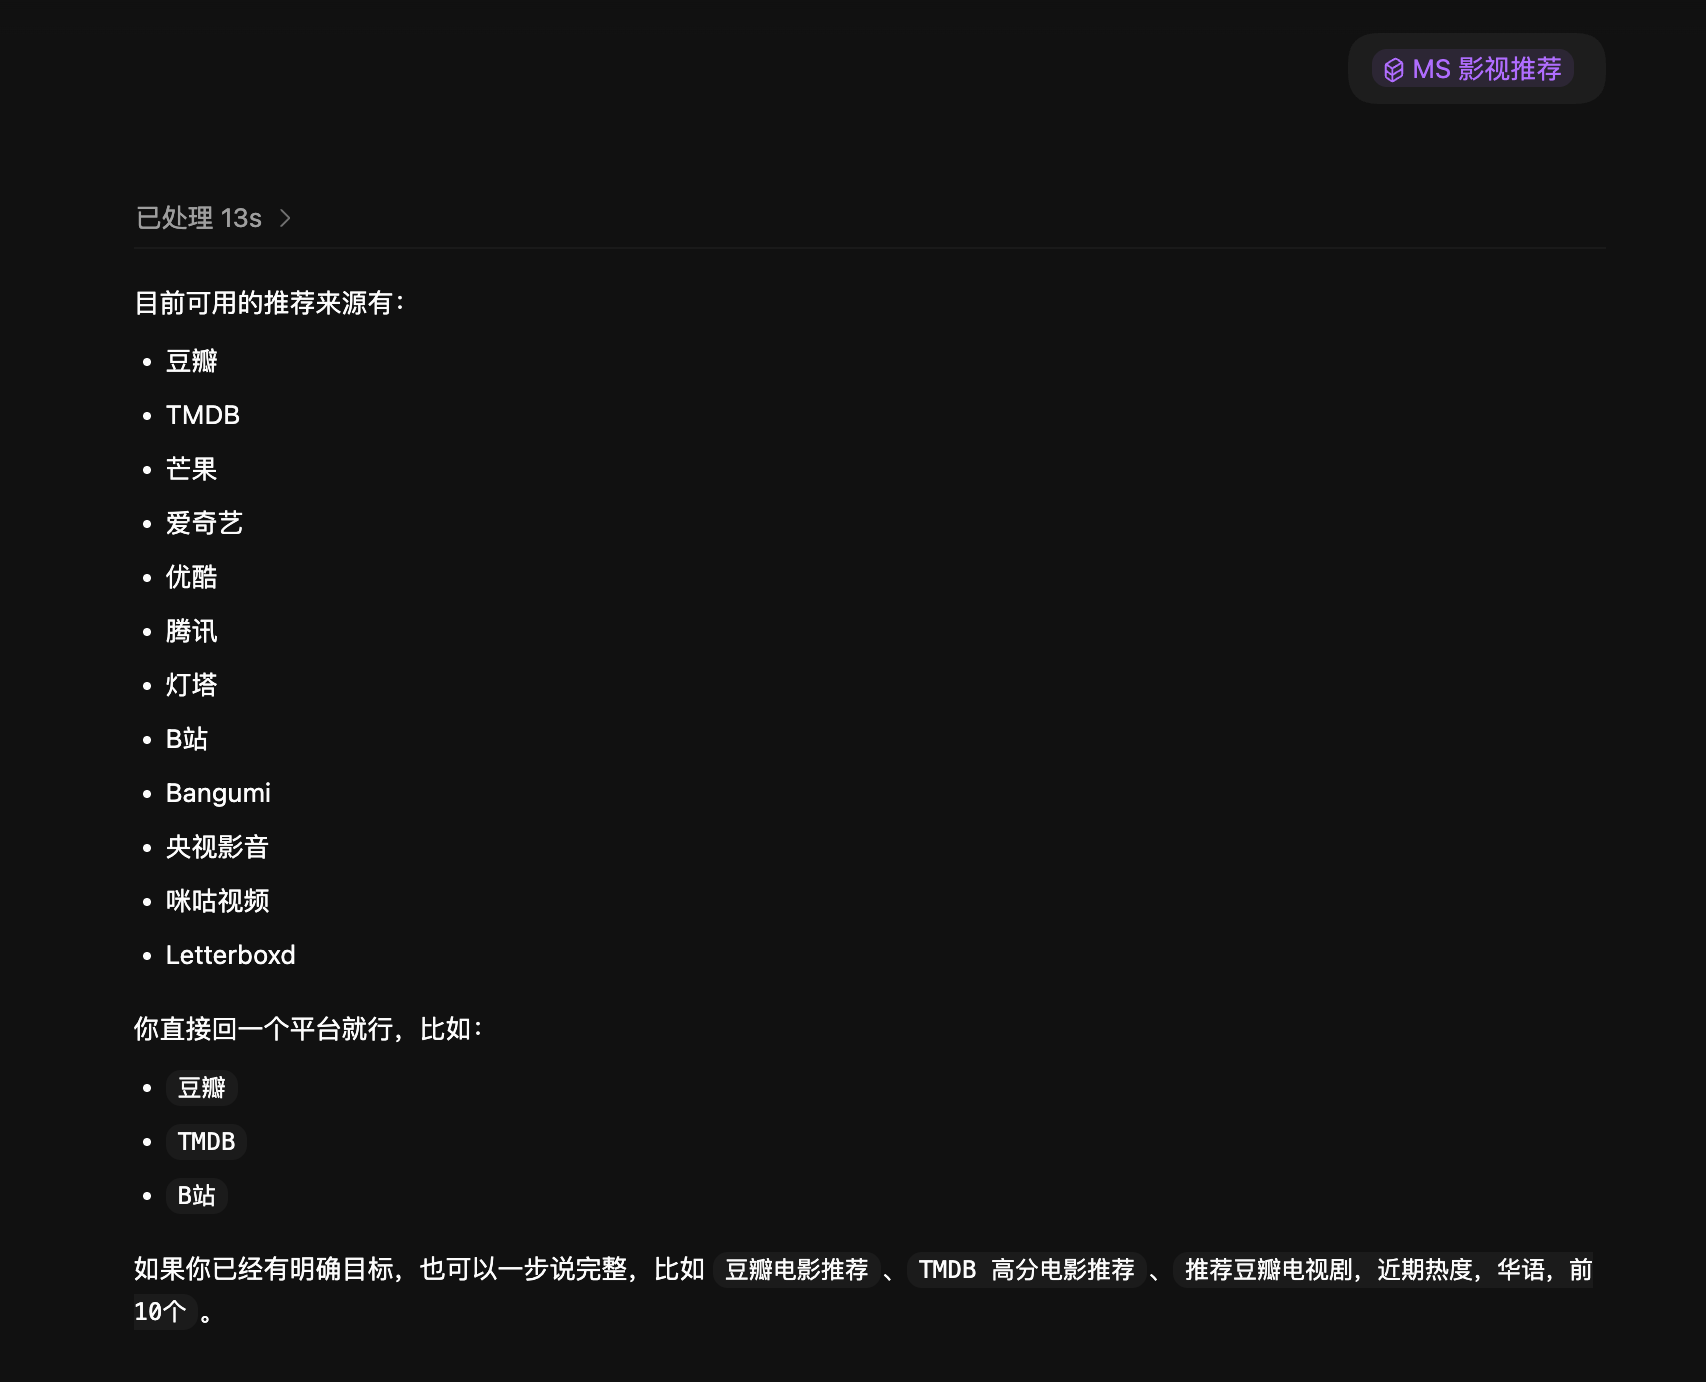 MS 影视推荐
已处理 13s
目前可用的推荐来源有：
• 豆瓣
• TMDB
• 芒果
• 爱奇艺
• 优酷
• 腾讯
• 灯塔
• B站
• Bangumi
• 央视影音
• 咪咕视频
• Letterboxd
你直接回一个平台就行，比如：
• 豆瓣
• TMDB
• B站
如果你已经有明确目标，也可以一步说完整，比如 豆瓣电影推荐 、 TMDB 高分电影推荐 、 推荐豆瓣电视剧，近期热度，华语，前
10个 。